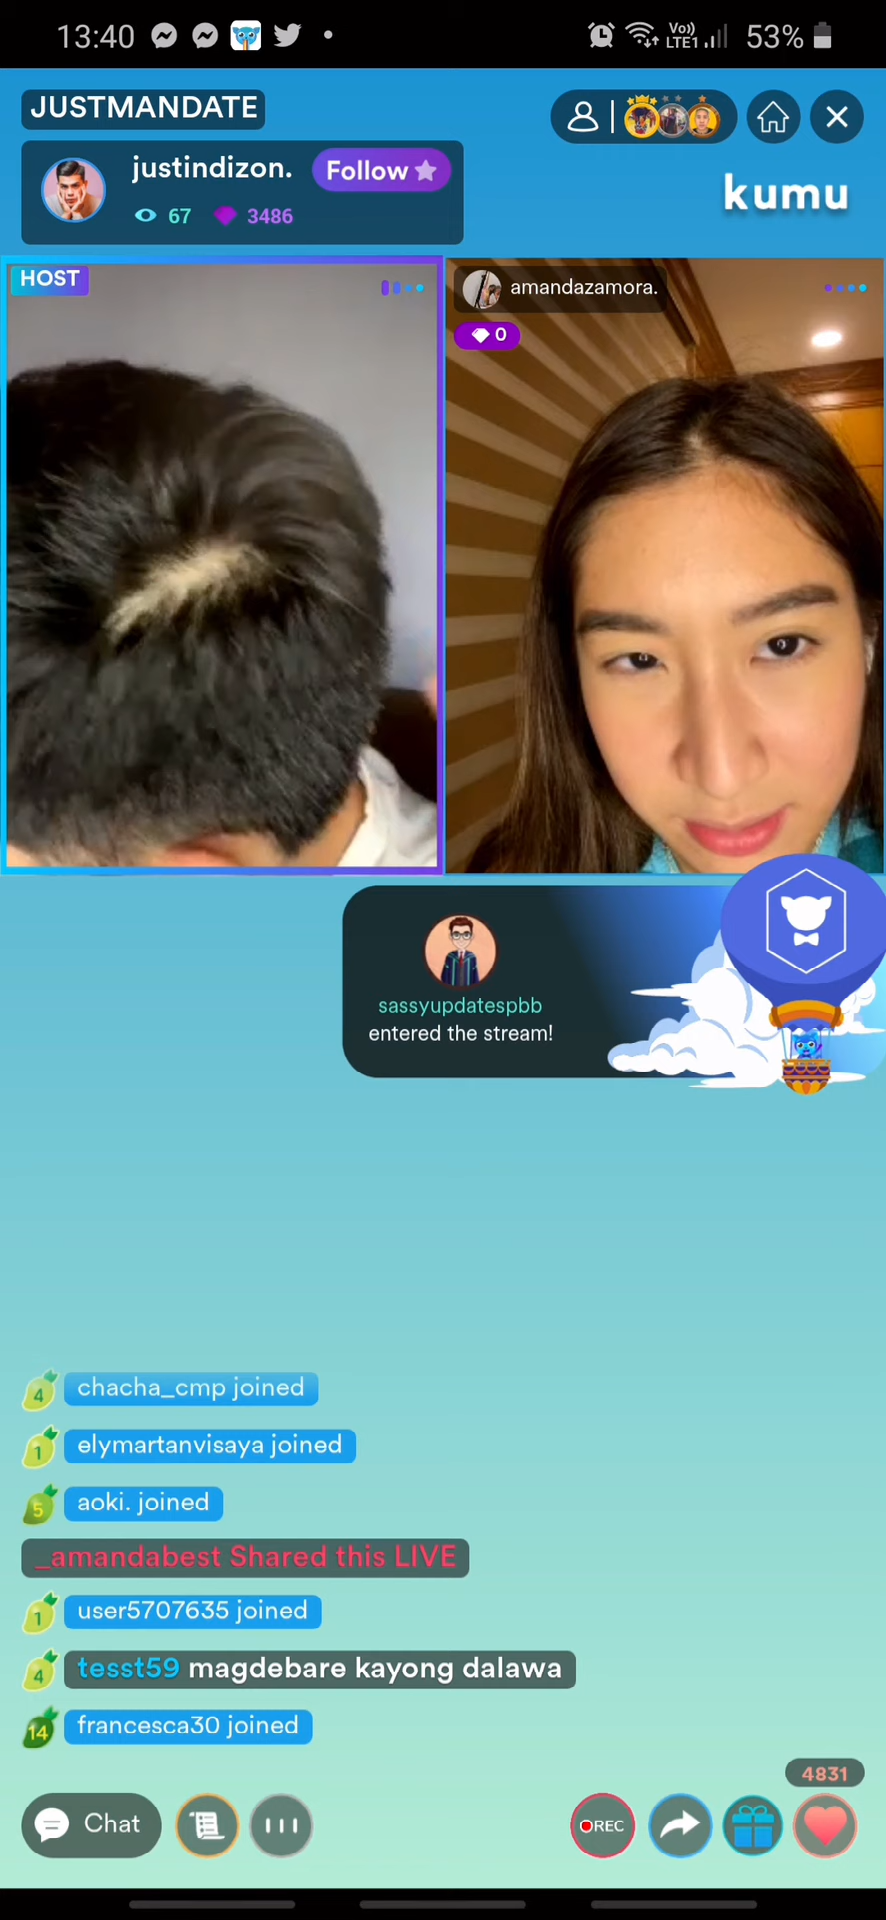 13:40
Vo))
LTE1
53%
JUSTMANDATE
justindizon.
Follow
67
3486
kumu
HOST
amandazamora.
0
sassyupdatespbb
entered the stream!
4 chacha_cmp joined
1 elymartanvisaya joined
5 aoki. joined
_amandabest Shared this LIVE
1 user5707635 joined
4 tesst59 magdebare kayong dalawa
14 francesca30 joined
4831
Chat
REC